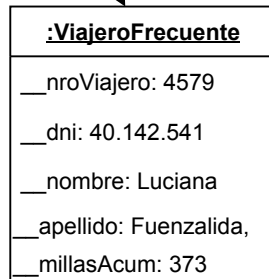 :ViajeroFrecuente
__nroViajero: 4579
__dni: 40.142.541
__nombre: Luciana
__apellido: Fuenzalida,
__millasAcum: 373